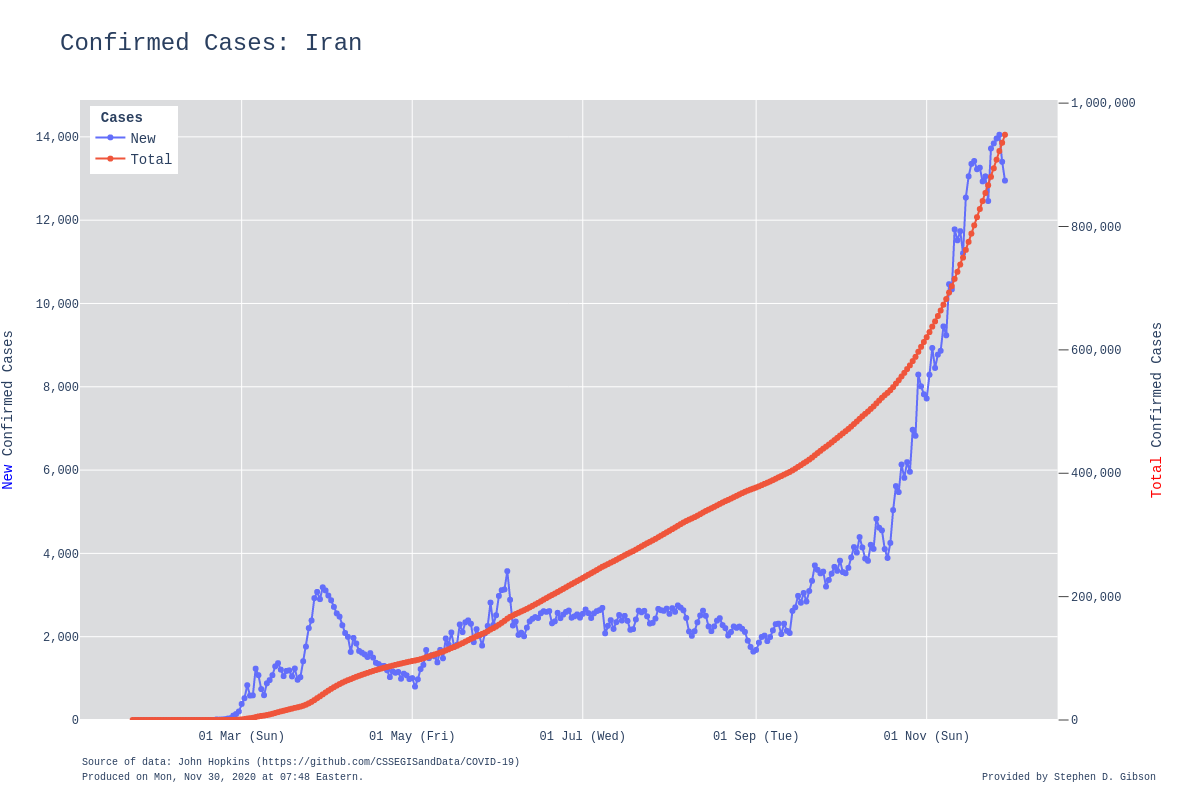 Confirmed Cases: Iran
Cases
New
Total
14,000
12,000
10,000
8,000
6,000
4,000
2,000
0
New Confirmed Cases
1,000,000
800,000
600,000
400,000
200,000
0
Total Confirmed Cases
01 Mar (Sun)
01 May (Fri)
01 Jul (Wed)
01 Sep (Tue)
01 Nov (Sun)
Source of data: John Hopkins (https://github.com/CSSEGISandData/COVID-19)
Produced on Mon, Nov 30, 2020 at 07:48 Eastern.
Provided by Stephen D. Gibson